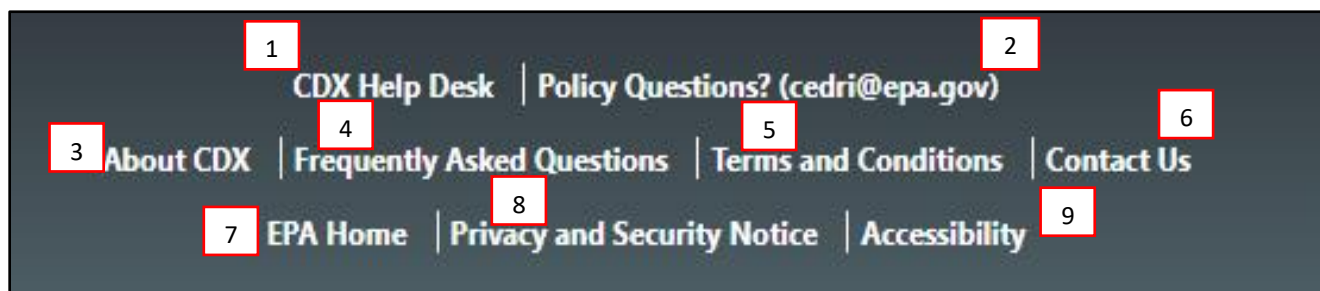 1 2
CDX Help Desk | Policy Questions? (cedri@epa.gov)
4 5 6
3 About CDX | Frequently Asked Questions | Terms and Conditions | Contact Us
8 9
7 EPA Home | Privacy and Security Notice | Accessibility